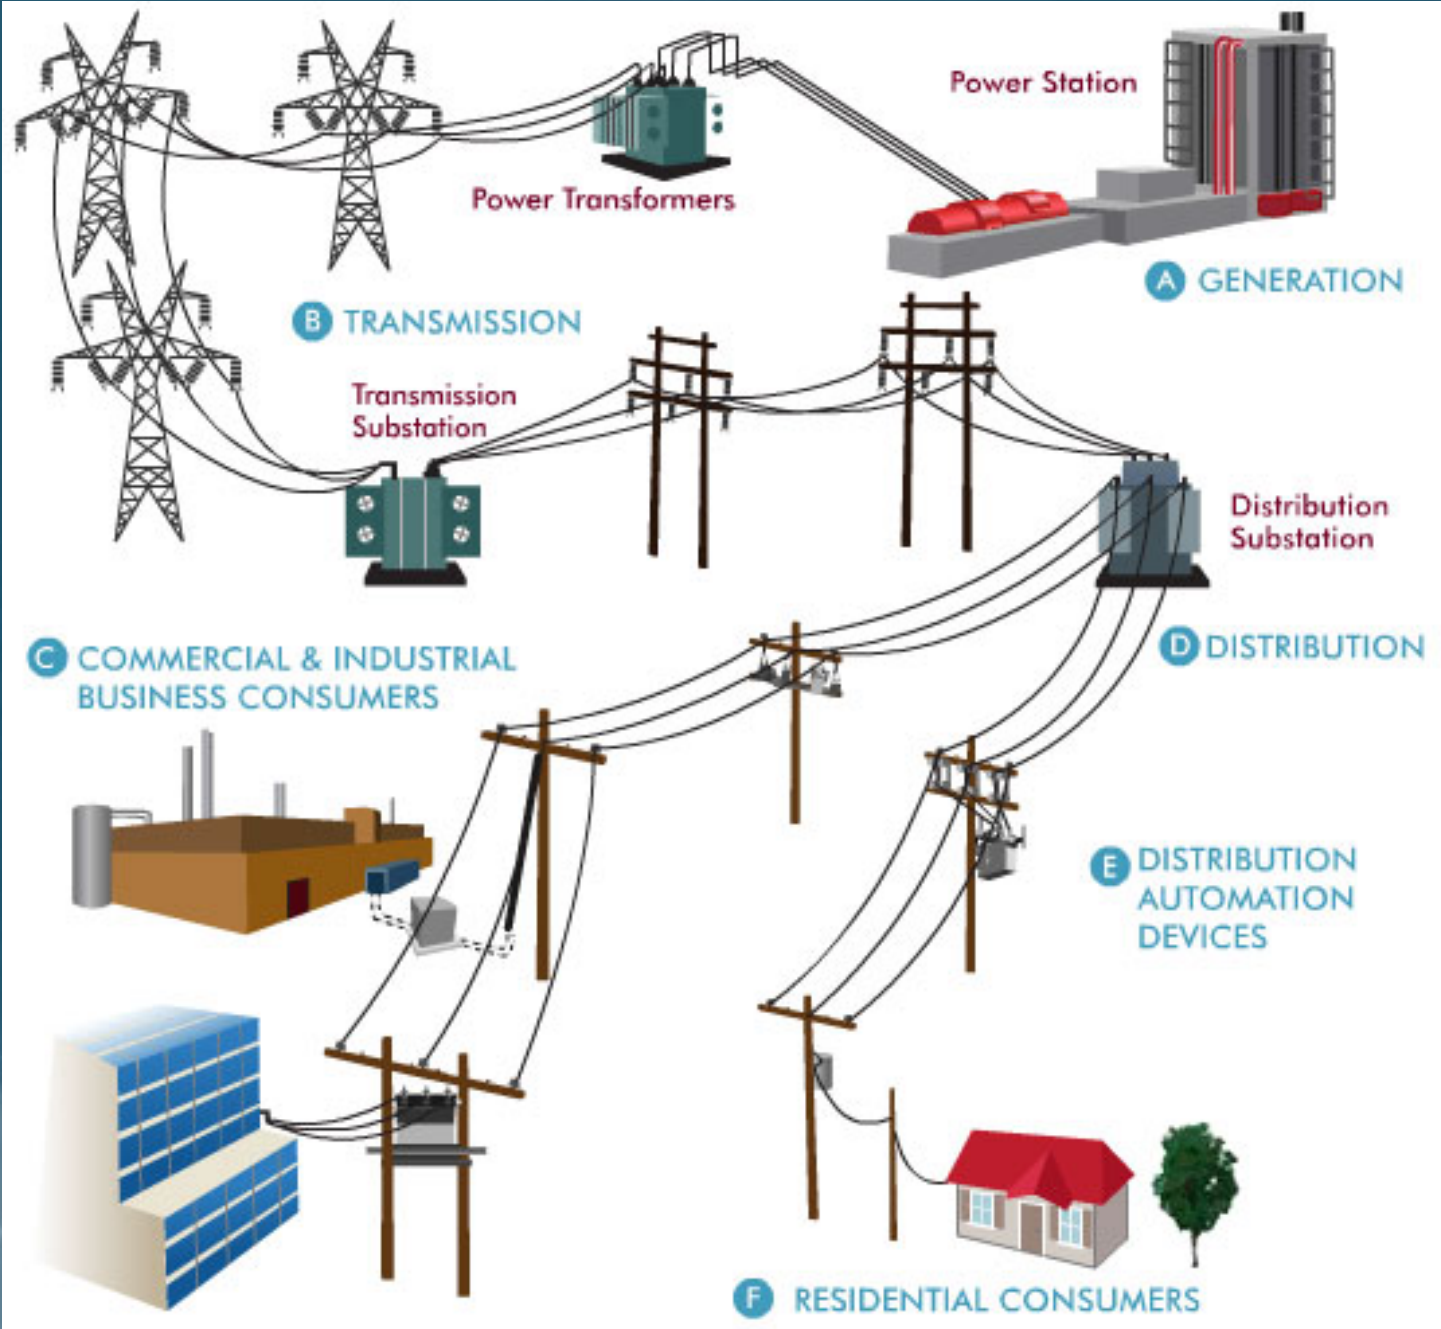 Power Station
Power Transformers
A GENERATION
B TRANSMISSION
Transmission
Substation
Distribution
Substation
C COMMERCIAL & INDUSTRIAL
BUSINESS CONSUMERS
D DISTRIBUTION
E DISTRIBUTION
AUTOMATION
DEVICES
F RESIDENTIAL CONSUMERS